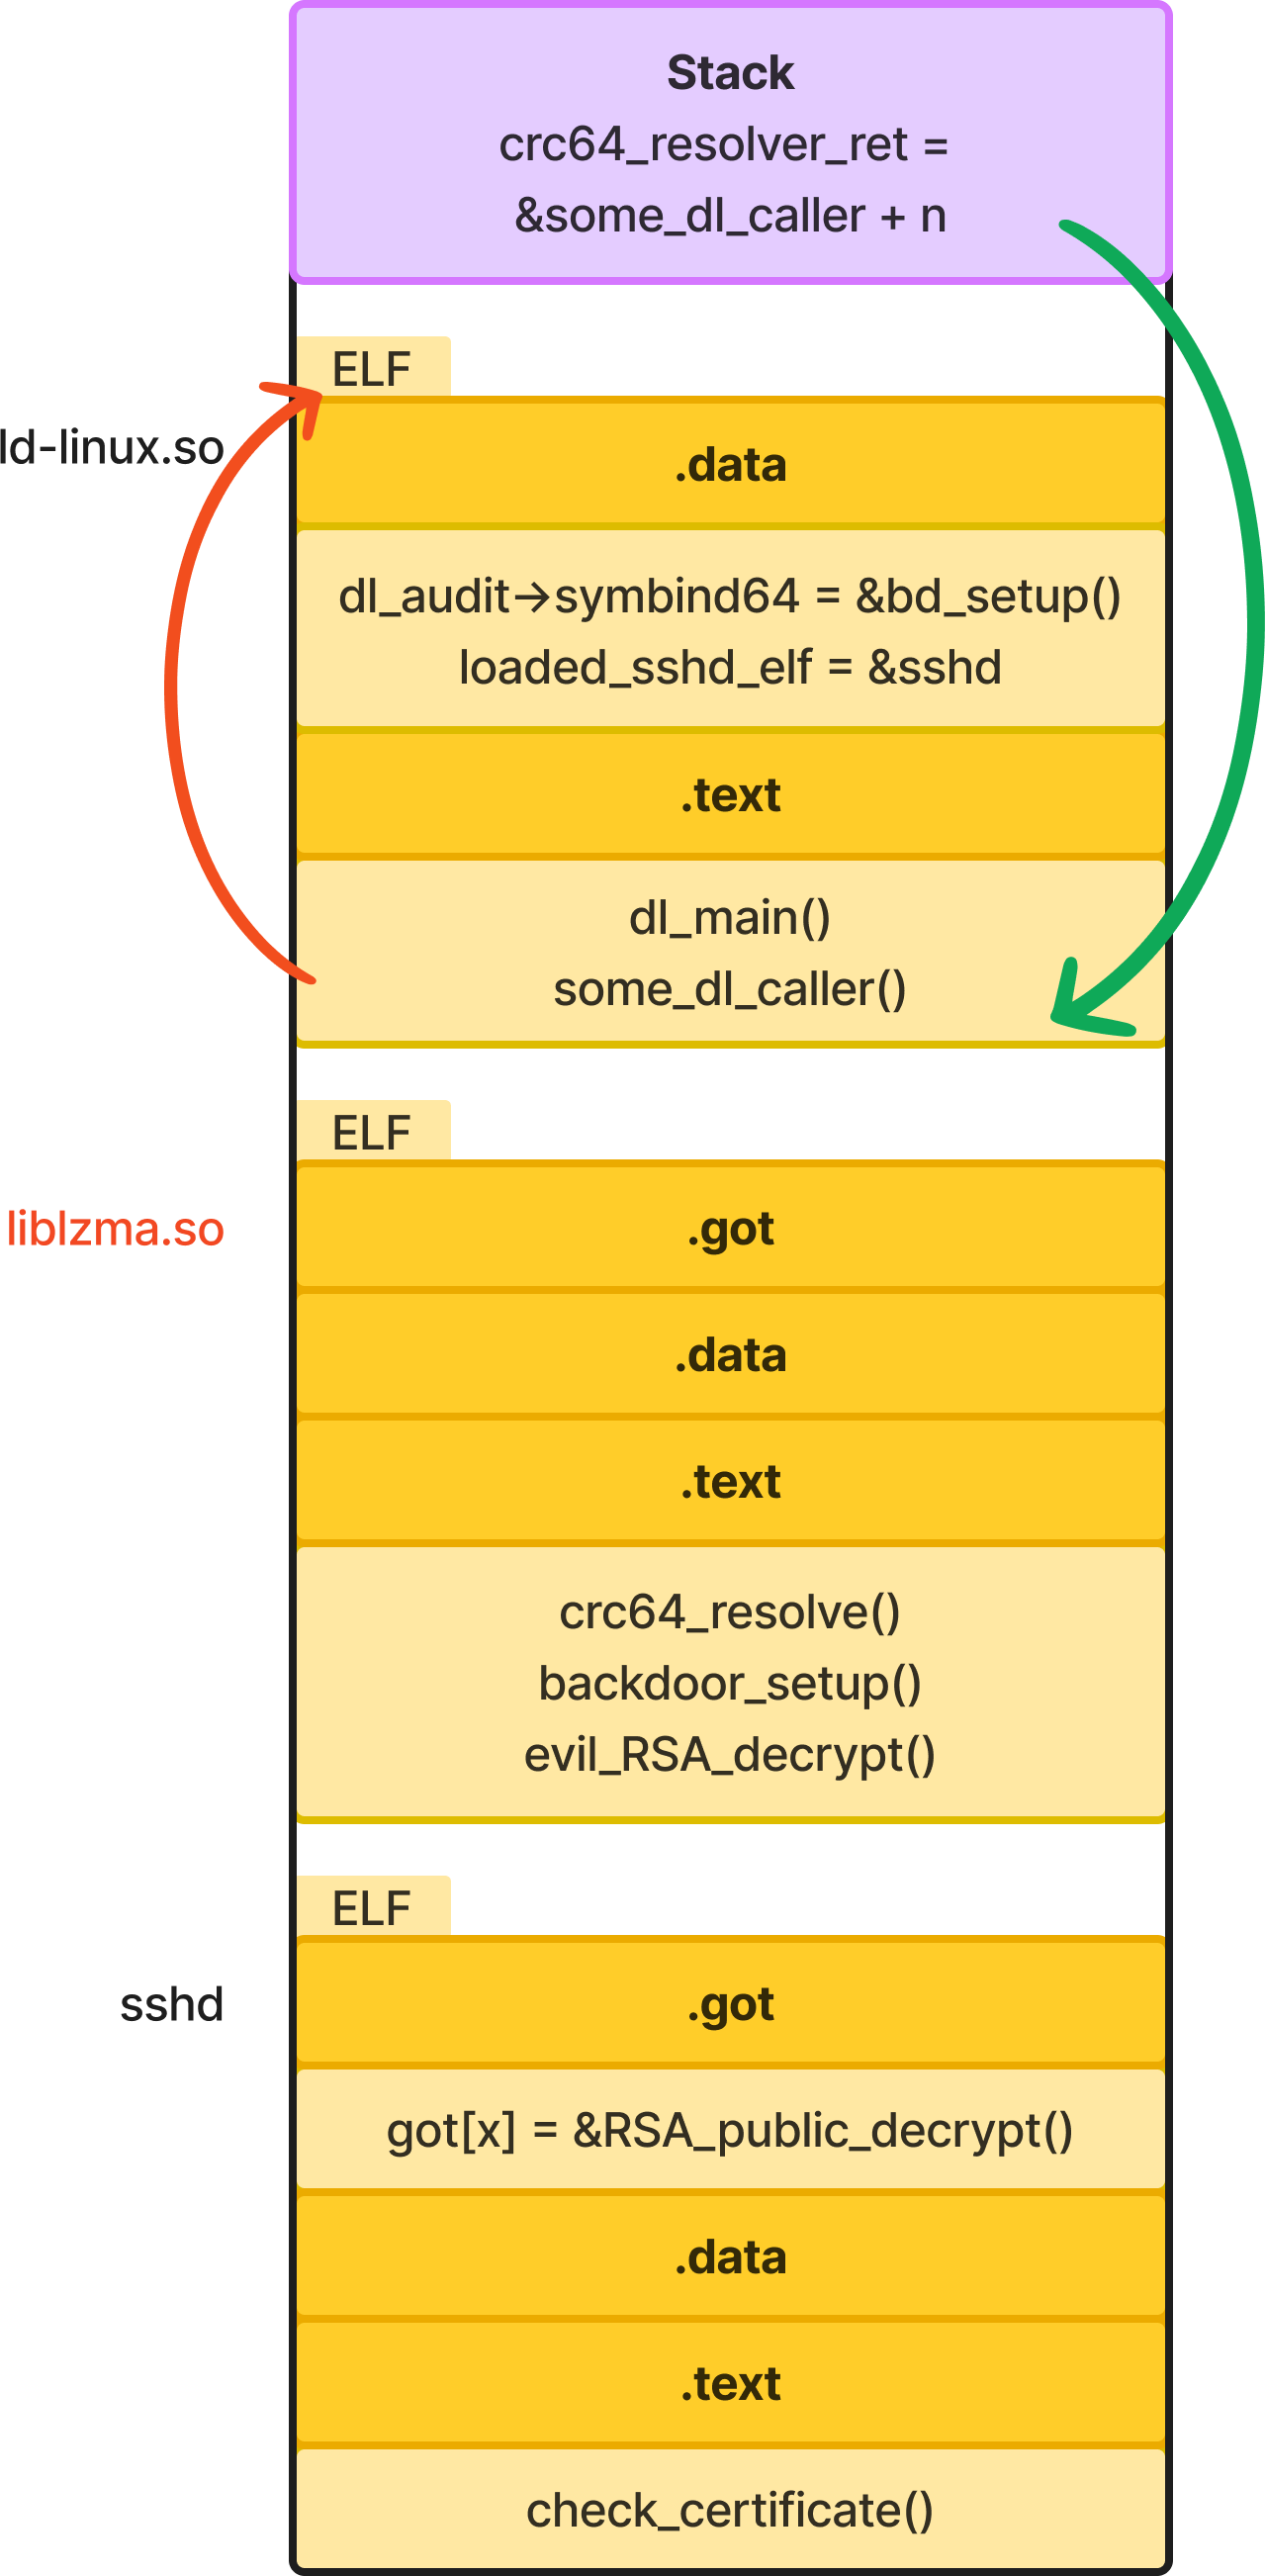 Stack
crc64_resolver_ret =
&some_dl_caller + n
ELF
ld-linux.so
.data
dl_audit→symbind64 = &bd_setup()
loaded_sshd_elf = &sshd
.text
dl_main()
some_dl_caller()
ELF
liblzma.so
.got
.data
.text
crc64_resolve()
backdoor_setup()
evil_RSA_decrypt()
ELF
sshd
.got
got[x] = &RSA_public_decrypt()
.data
.text
check_certificate()